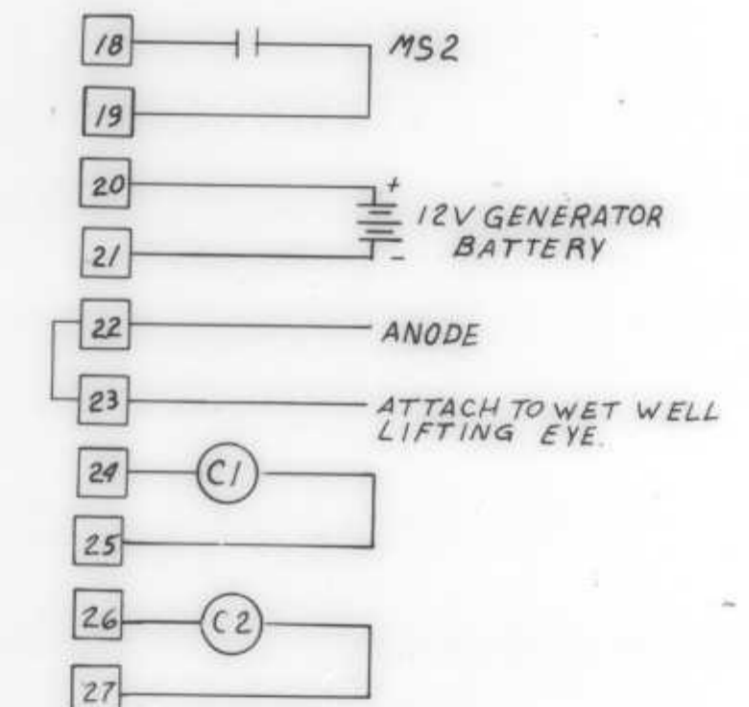 18 MS2
19
20 +
12V GENERATOR
BATTERY
21 -
22 ANODE
23 ATTACH TO WET WELL
LIFTING EYE.
24 C1
25
26 C2
27